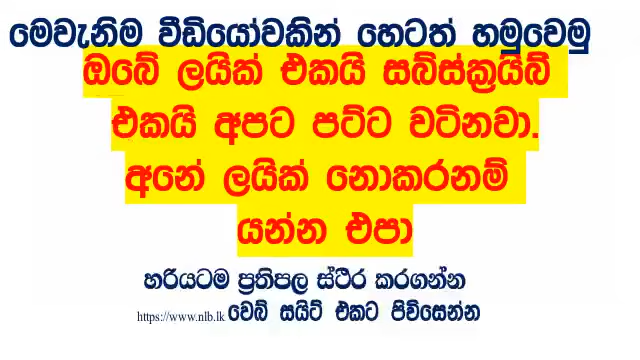 මෙවැනිම වීඩියෝවකින් හෙටත් හමුවෙමු
ඔබේ ලයික් එකයි සබ්ස්ක්‍රයිබ්
එකයි අපට පට්ට වටිනවා.
අනේ ලයික් නොකරනම්
යන්න එපා
හරියටම ප්‍රතිපල ස්ථිර කරගන්න
https://www.nlb.lk වෙබ් සයිට් එකට පිවිසෙන්න